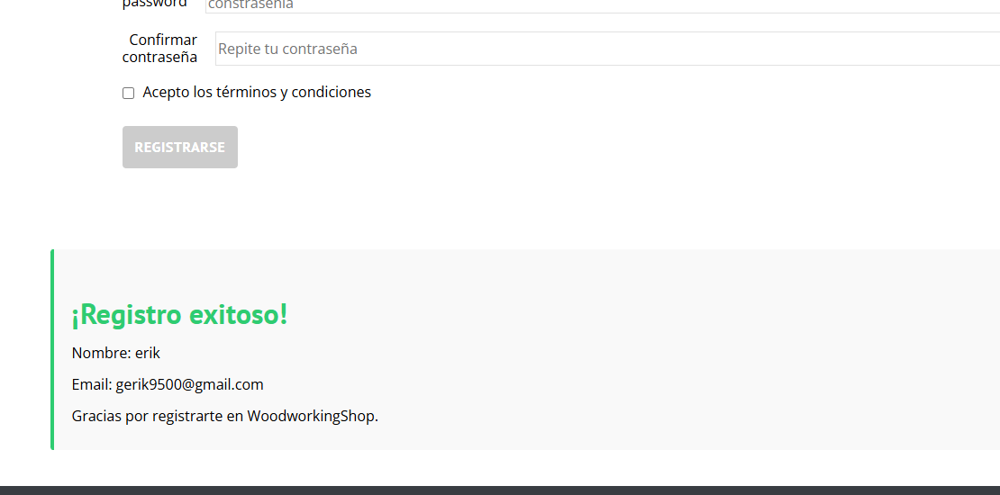 password
constraseñla
Confirmar
contraseña
Repite tu contraseña
Acepto los términos y condiciones
REGISTRARSE
¡Registro exitoso!
Nombre: erik
Email: gerik9500@gmail.com
Gracias por registrarte en WoodworkingShop.